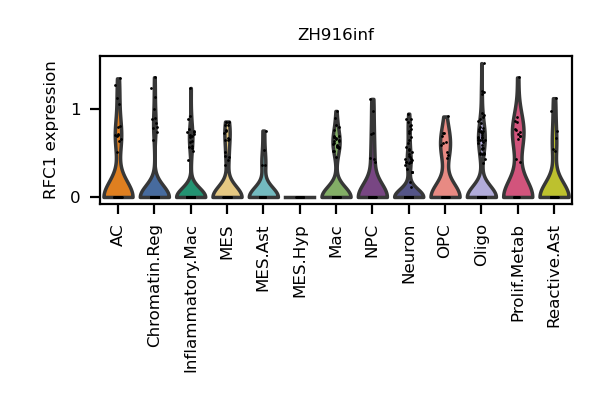 ZH916inf
RFC1 expression
1
0
AC
Chromatin.Reg
Inflammatory.Mac
MES
MES.Ast
MES.Hyp
Mac
NPC
Neuron
OPC
Oligo
Prolif.Metab
Reactive.Ast